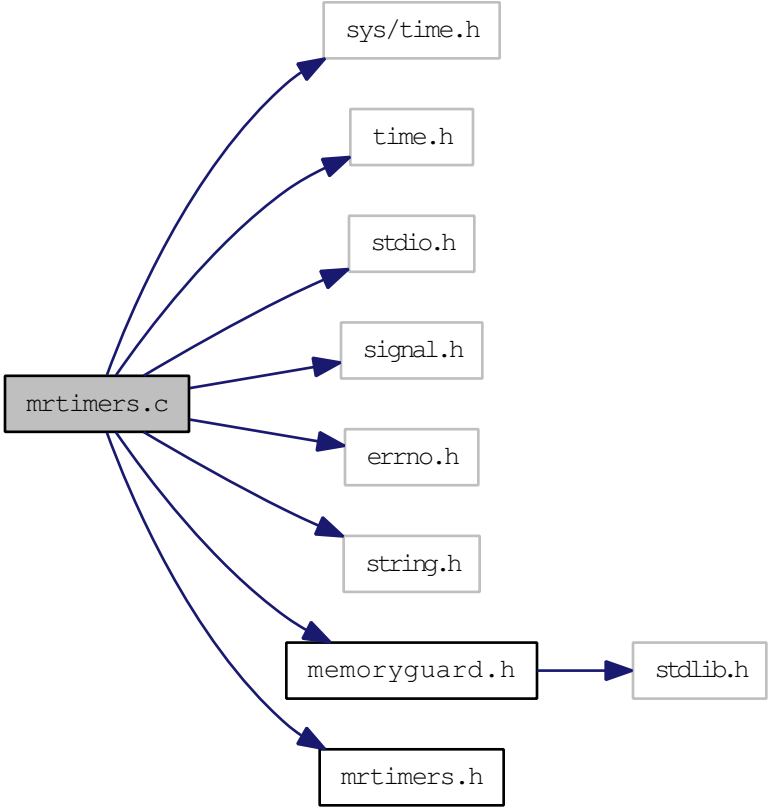 sys/time.h
time.h
stdio.h
signal.h
mrtimers.c
errno.h
string.h
memoryguard.h
stdlib.h
mrtimers.h